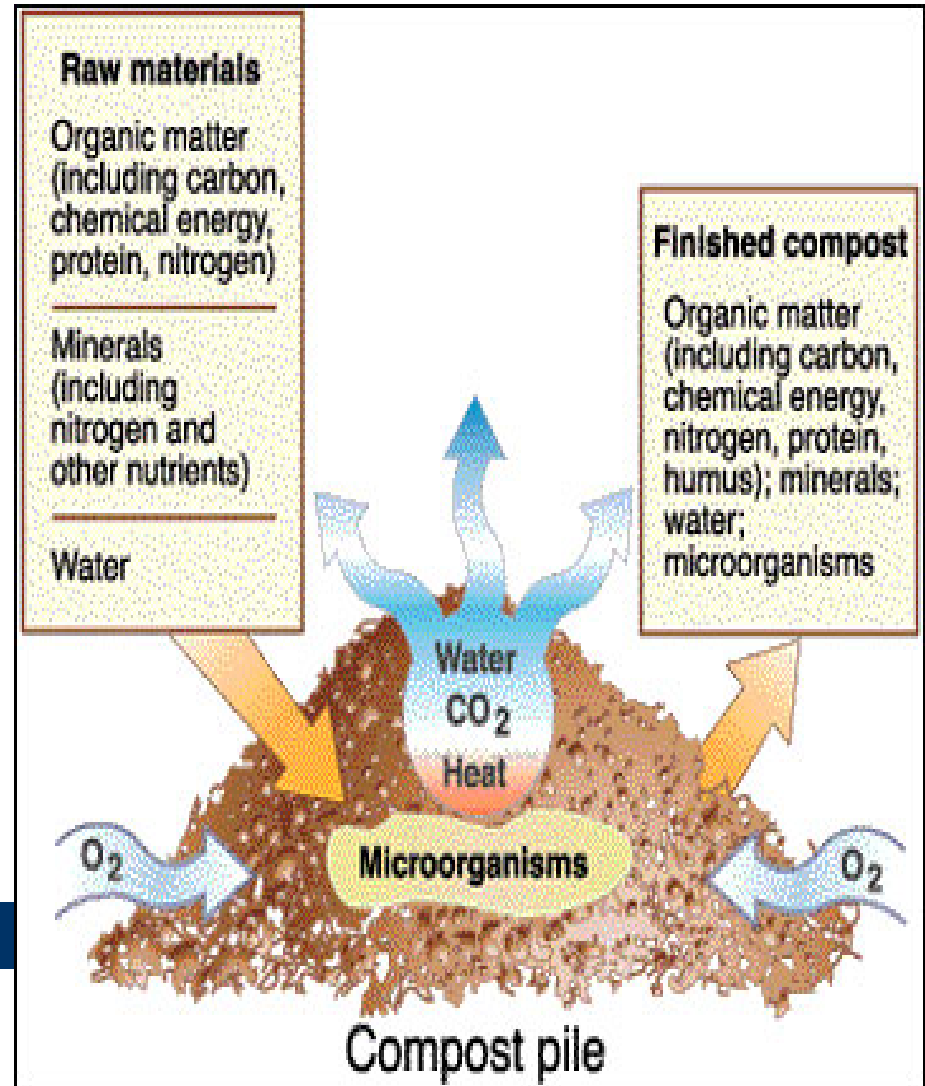 Raw materials
Organic matter
(including carbon,
chemical energy,
protein, nitrogen)
Minerals
(including
nitrogen and
other nutrients)
Water
Finished compost
Organic matter
(including carbon,
chemical energy,
nitrogen, protein,
humus); minerals;
water;
microorganisms
Water
CO₂
Heat
Microorganisms
O₂
O₂
Compost pile